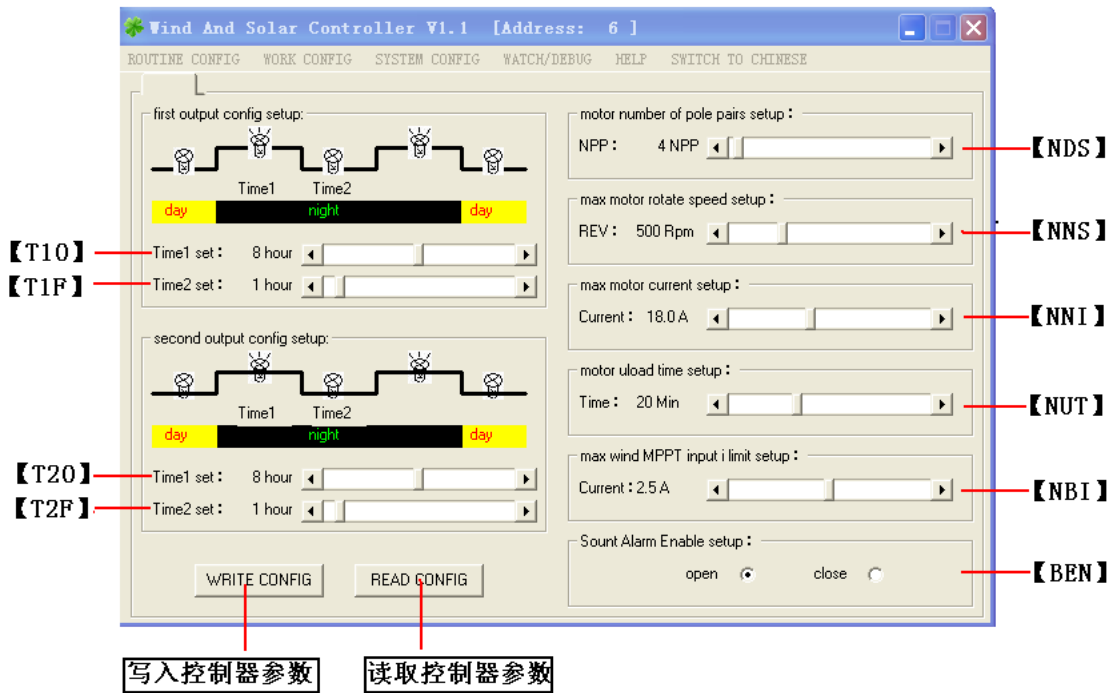 Wind And Solar Controller V1.1 [Address: 6 ]
ROUTINE CONFIG WORK CONFIG SYSTEM CONFIG WATCH/DEBUG HELP SWITCH TO CHINESE
first output config setup:
Time1 Time2
day night day
【T10】 Time1 set： 8 hour
【T1F】 Time2 set： 1 hour
second output config setup:
Time1 Time2
day night day
【T20】 Time1 set： 8 hour
【T2F】 Time2 set： 1 hour
WRITE CONFIG READ CONFIG
写入控制器参数 读取控制器参数
motor number of pole pairs setup：
NPP： 4 NPP 【NDS】
max motor rotate speed setup：
REV： 500 Rpm 【NNS】
max motor current setup：
Current： 18.0 A 【NNI】
motor uload time setup：
Time： 20 Min 【NUT】
max wind MPPT input i limit setup：
Current：2.5 A 【NBI】
Sount Alarm Enable setup：
open close 【BEN】